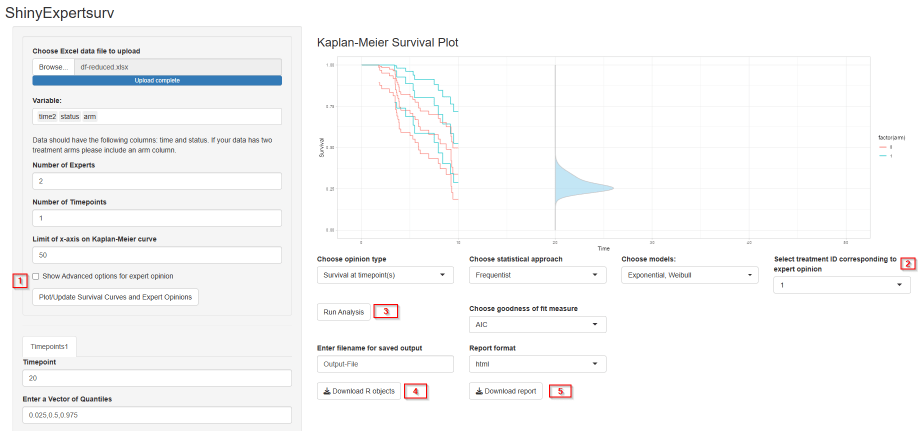 ShinyExpertsurv
Choose Excel data file to upload
Browse... df-reduced.xlsx
Upload complete
Variable:
time2 status arm
Data should have the following columns: time and status. If your data has two
treatment arms please include an arm column.
Number of Experts
2
Number of Timepoints
1
Limit of x-axis on Kaplan-Meier curve
50
1
Show Advanced options for expert opinion
Plot/Update Survival Curves and Expert Opinions
Timepoints1
Timepoint
20
Enter a Vector of Quantiles
0.025,0.5,0.975
Kaplan-Meier Survival Plot
1.00
0.75
Survival
0.50
0.25
0.00
0 10 20 30 40 50
Time
factor(arm)
0
1
Choose opinion type
Survival at timepoint(s)
Choose statistical approach
Frequentist
Choose models:
Exponential, Weibull
Select treatment ID corresponding to
expert opinion
2
1
Run Analysis
3
Choose goodness of fit measure
AIC
Enter filename for saved output
Output-File
Report format
html
Download R objects
4
Download report
5